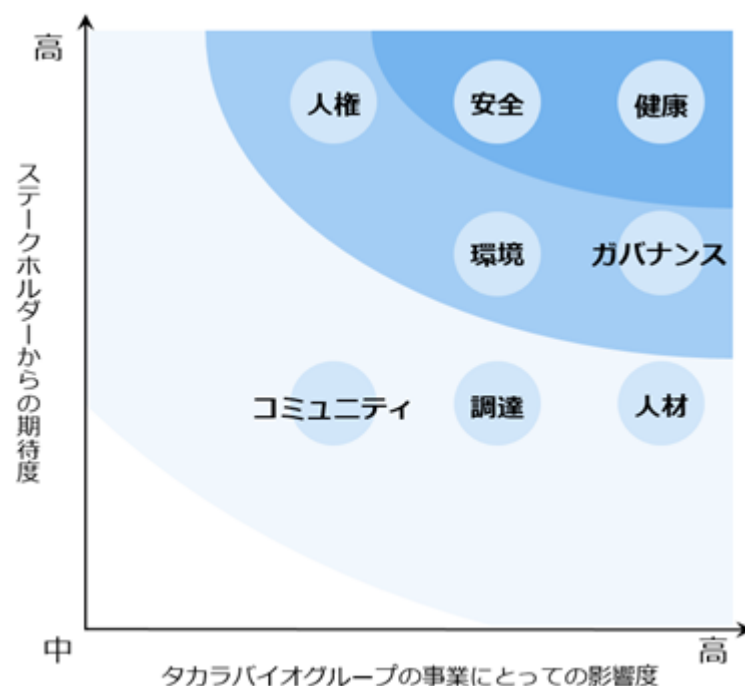 高
人権
安全
健康
ステークホルダーからの期待度
環境
ガバナンス
コミュニティ
調達
人材
中
高
タカラバイオグループの事業にとっての影響度